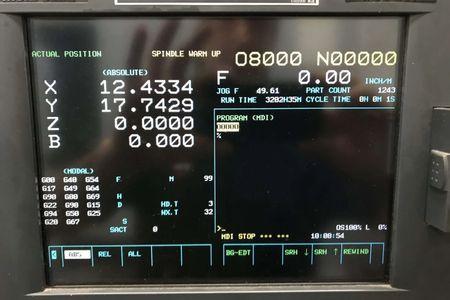 ACTUAL POSITION SPINDLE WARM UP O8000 N00000
(ABSOLUTE) F 0.00 INCH/M
X 12.4334
Y 17.7429
Z 0.0000
B 0.000
JOG F 49.61 PART COUNT 1243
RUN TIME 3282H35M CYCLE TIME 0H 0M 1S
PROGRAM (MDI)
O0000
%
(MODAL)
G00 G40 G54 F M 99
G17 G49 G64 H
G90 G80 G69 D
G22 G98 G15 HD.T 3
G94 G50 G25 NX.T 32
G20 G67 S
SACT 0
>_
OS100% L 0%
MDI STOP *** *** 10:08:54
ABS REL ALL BG-EDT SRH ↓ SRH ↑ REWIND